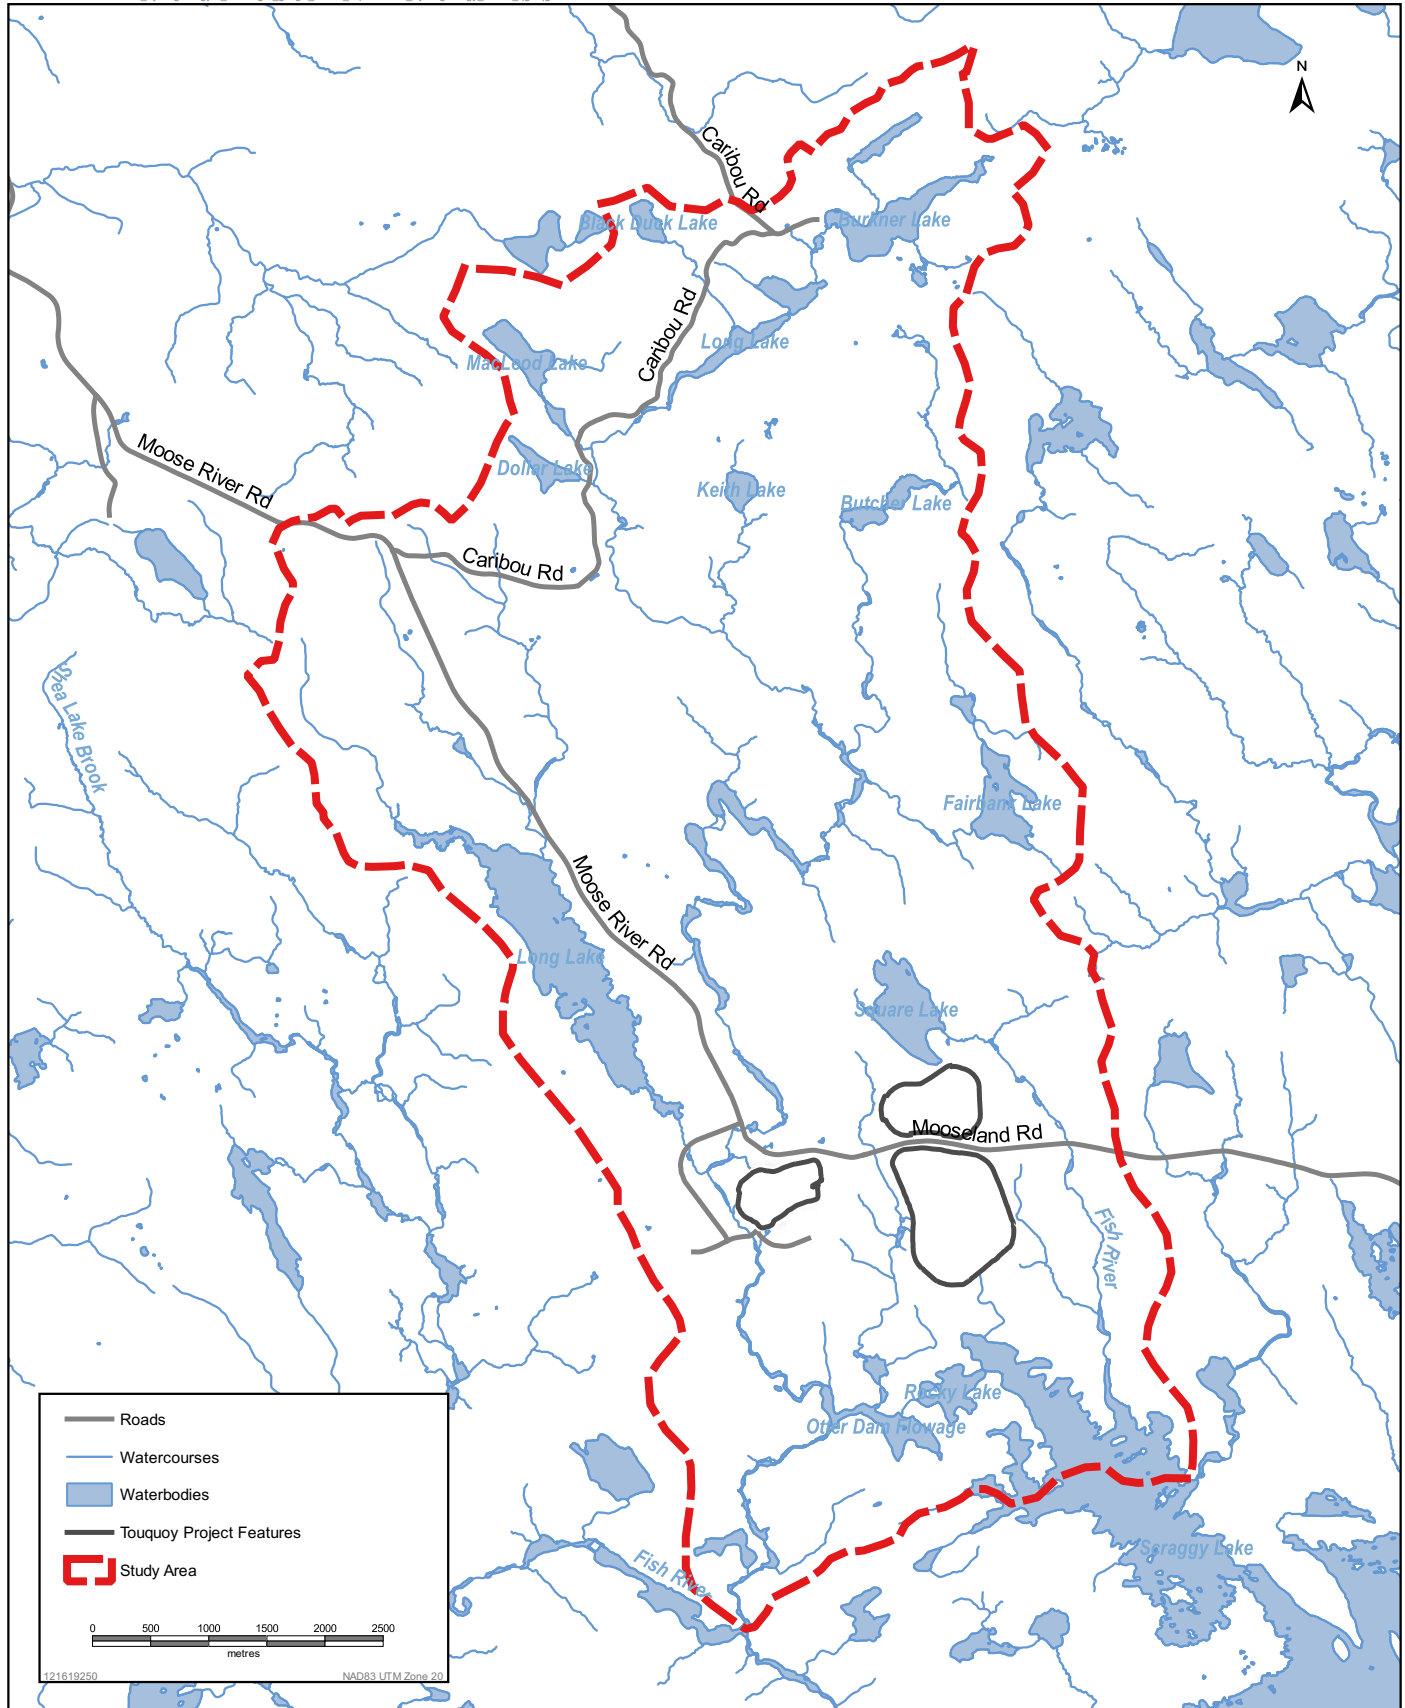 N
Caribou Rd
Black Duck Lake
Burkner Lake
Caribou Rd
Long Lake
MacLeod Lake
Moose River Rd
Dollar Lake
Keith Lake
Butcher Lake
Caribou Rd
Shea Lake Brook
Fairbank Lake
Moose River Rd
Long Lake
Square Lake
Mooseland Rd
Fish River
Rocky Lake
Otter Dam Flowage
Scraggy Lake
Fish River
Roads
Watercourses
Waterbodies
Touquoy Project Features
Study Area
0 500 1000 1500 2000 2500
metres
121619250 NAD83 UTM Zone 20